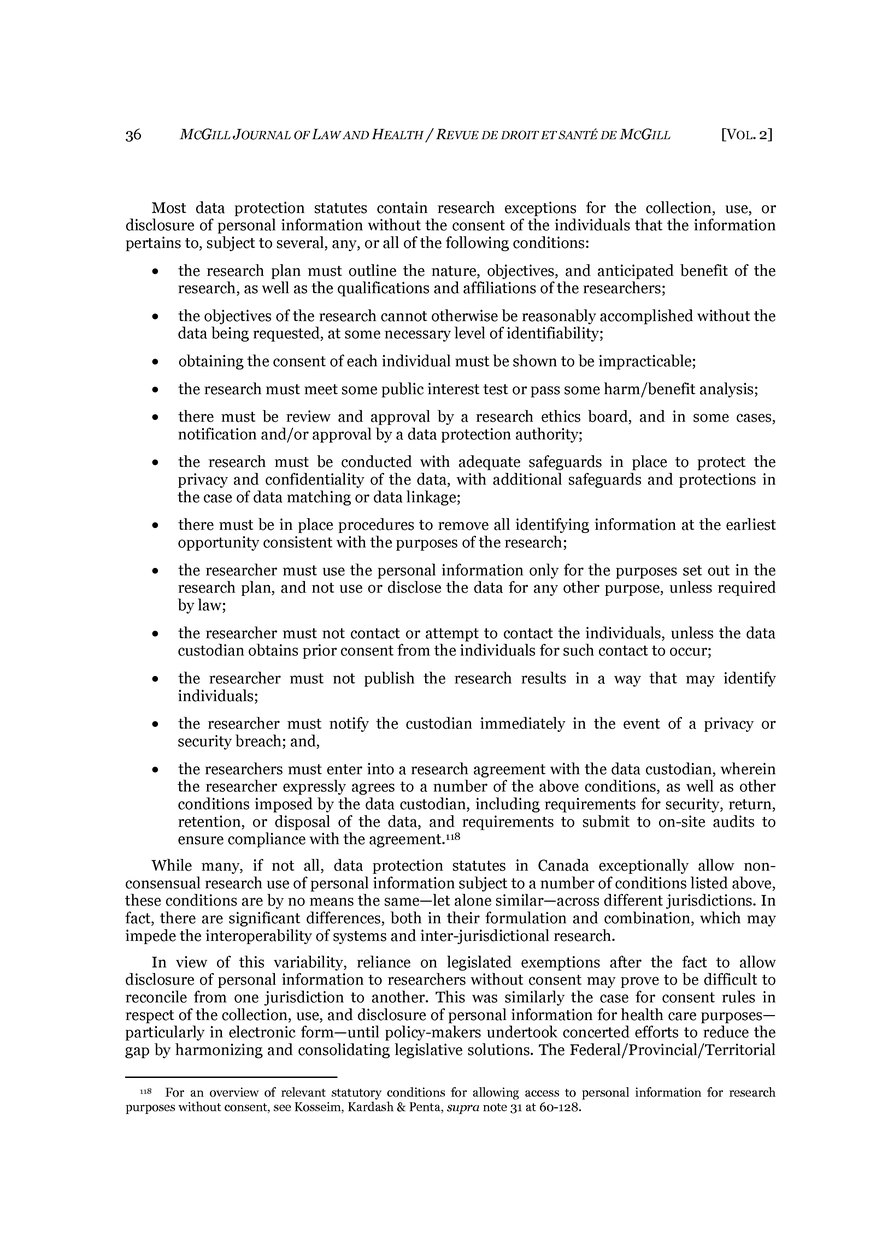 36 MCGILL JOURNAL OF LAW AND HEALTH / REVUE DE DROIT ET SANTÉ DE MCGILL [VOL. 2]
Most data protection statutes contain research exceptions for the collection, use, or
disclosure of personal information without the consent of the individuals that the information
pertains to, subject to several, any, or all of the following conditions:
• the research plan must outline the nature, objectives, and anticipated benefit of the
research, as well as the qualifications and affiliations of the researchers;
• the objectives of the research cannot otherwise be reasonably accomplished without the
data being requested, at some necessary level of identifiability;
• obtaining the consent of each individual must be shown to be impracticable;
• the research must meet some public interest test or pass some harm/benefit analysis;
• there must be review and approval by a research ethics board, and in some cases,
notification and/or approval by a data protection authority;
• the research must be conducted with adequate safeguards in place to protect the
privacy and confidentiality of the data, with additional safeguards and protections in
the case of data matching or data linkage;
• there must be in place procedures to remove all identifying information at the earliest
opportunity consistent with the purposes of the research;
• the researcher must use the personal information only for the purposes set out in the
research plan, and not use or disclose the data for any other purpose, unless required
by law;
• the researcher must not contact or attempt to contact the individuals, unless the data
custodian obtains prior consent from the individuals for such contact to occur;
• the researcher must not publish the research results in a way that may identify
individuals;
• the researcher must notify the custodian immediately in the event of a privacy or
security breach; and,
• the researchers must enter into a research agreement with the data custodian, wherein
the researcher expressly agrees to a number of the above conditions, as well as other
conditions imposed by the data custodian, including requirements for security, return,
retention, or disposal of the data, and requirements to submit to on-site audits to
ensure compliance with the agreement.118
While many, if not all, data protection statutes in Canada exceptionally allow non-
consensual research use of personal information subject to a number of conditions listed above,
these conditions are by no means the same—let alone similar—across different jurisdictions. In
fact, there are significant differences, both in their formulation and combination, which may
impede the interoperability of systems and inter-jurisdictional research.
In view of this variability, reliance on legislated exemptions after the fact to allow
disclosure of personal information to researchers without consent may prove to be difficult to
reconcile from one jurisdiction to another. This was similarly the case for consent rules in
respect of the collection, use, and disclosure of personal information for health care purposes—
particularly in electronic form—until policy-makers undertook concerted efforts to reduce the
gap by harmonizing and consolidating legislative solutions. The Federal/Provincial/Territorial
118 For an overview of relevant statutory conditions for allowing access to personal information for research
purposes without consent, see Kosseim, Kardash & Penta, supra note 31 at 60-128.